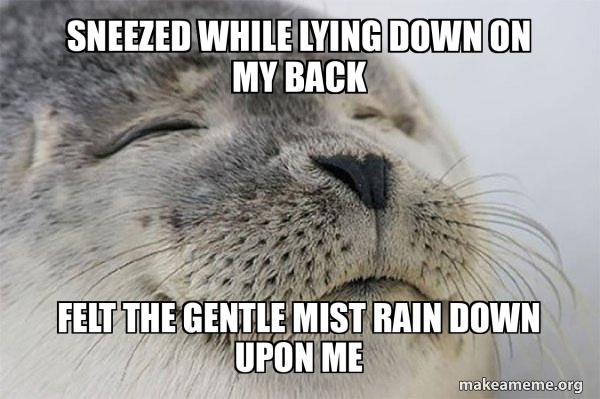 SNEEZED WHILE LYING DOWN ON
MY BACK
FELT THE GENTLE MIST RAIN DOWN
UPON ME
makeameme.org